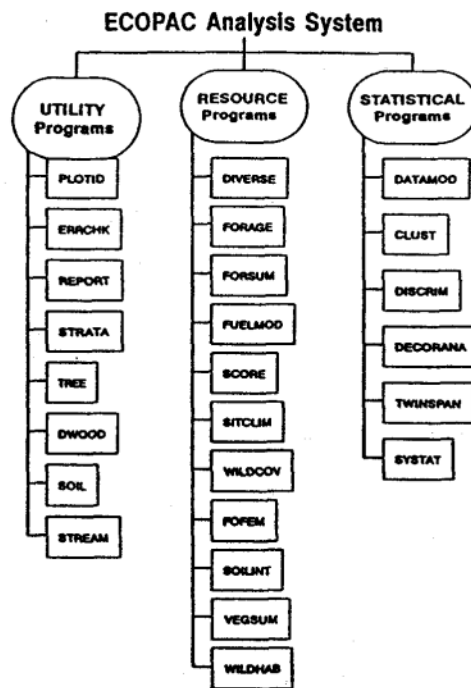 ECOPAC Analysis System
UTILITY
Programs
PLOTID
ERRCHK
REPORT
STRATA
TREE
DWOOD
SOIL
STREAM
RESOURCE
Programs
DIVERSE
FORAGE
FORSUM
FUELMOD
SCORE
SITCLIM
WILDCOV
FOFEM
SOILINT
VEGSUM
WILDHAB
STATISTICAL
Programs
DATAMOD
CLUST
DISCRIM
DECORANA
TWINSPAN
SYSTAT